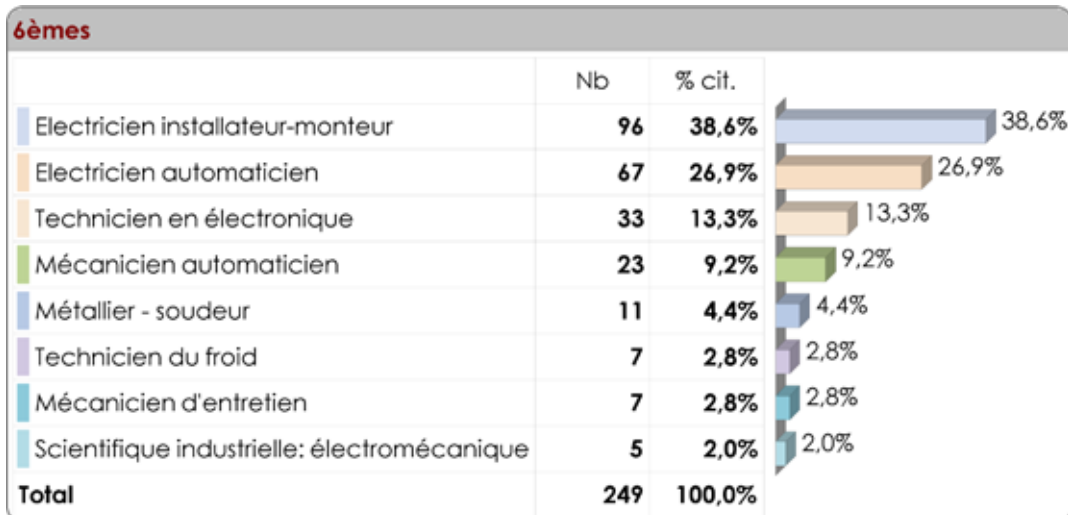 6èmes
Nb % cit.
Electricien installateur-monteur 96 38,6% 38,6%
Electricien automaticien 67 26,9% 26,9%
Technicien en électronique 33 13,3% 13,3%
Mécanicien automaticien 23 9,2% 9,2%
Métallier - soudeur 11 4,4% 4,4%
Technicien du froid 7 2,8% 2,8%
Mécanicien d'entretien 7 2,8% 2,8%
Scientifique industrielle: électromécanique 5 2,0% 2,0%
Total 249 100,0%